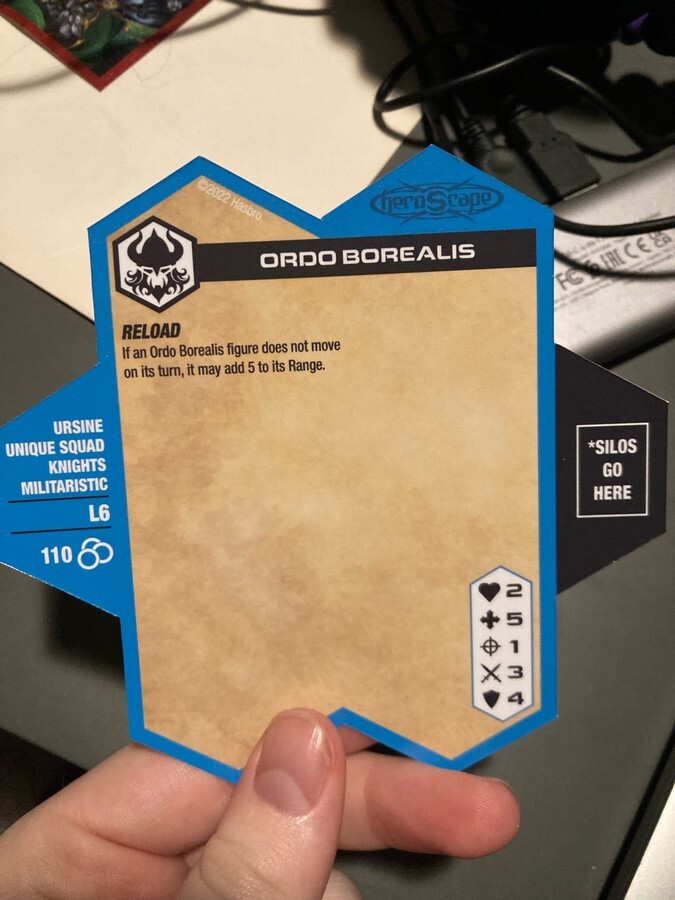 ©2022 Hasbro.
heroScape
ORDO BOREALIS
RELOAD
If an Ordo Borealis figure does not move
on its turn, it may add 5 to its Range.
URSINE
UNIQUE SQUAD
KNIGHTS
MILITARISTIC
L6
110
*SILOS
GO
HERE
2
5
1
3
4
FC CE